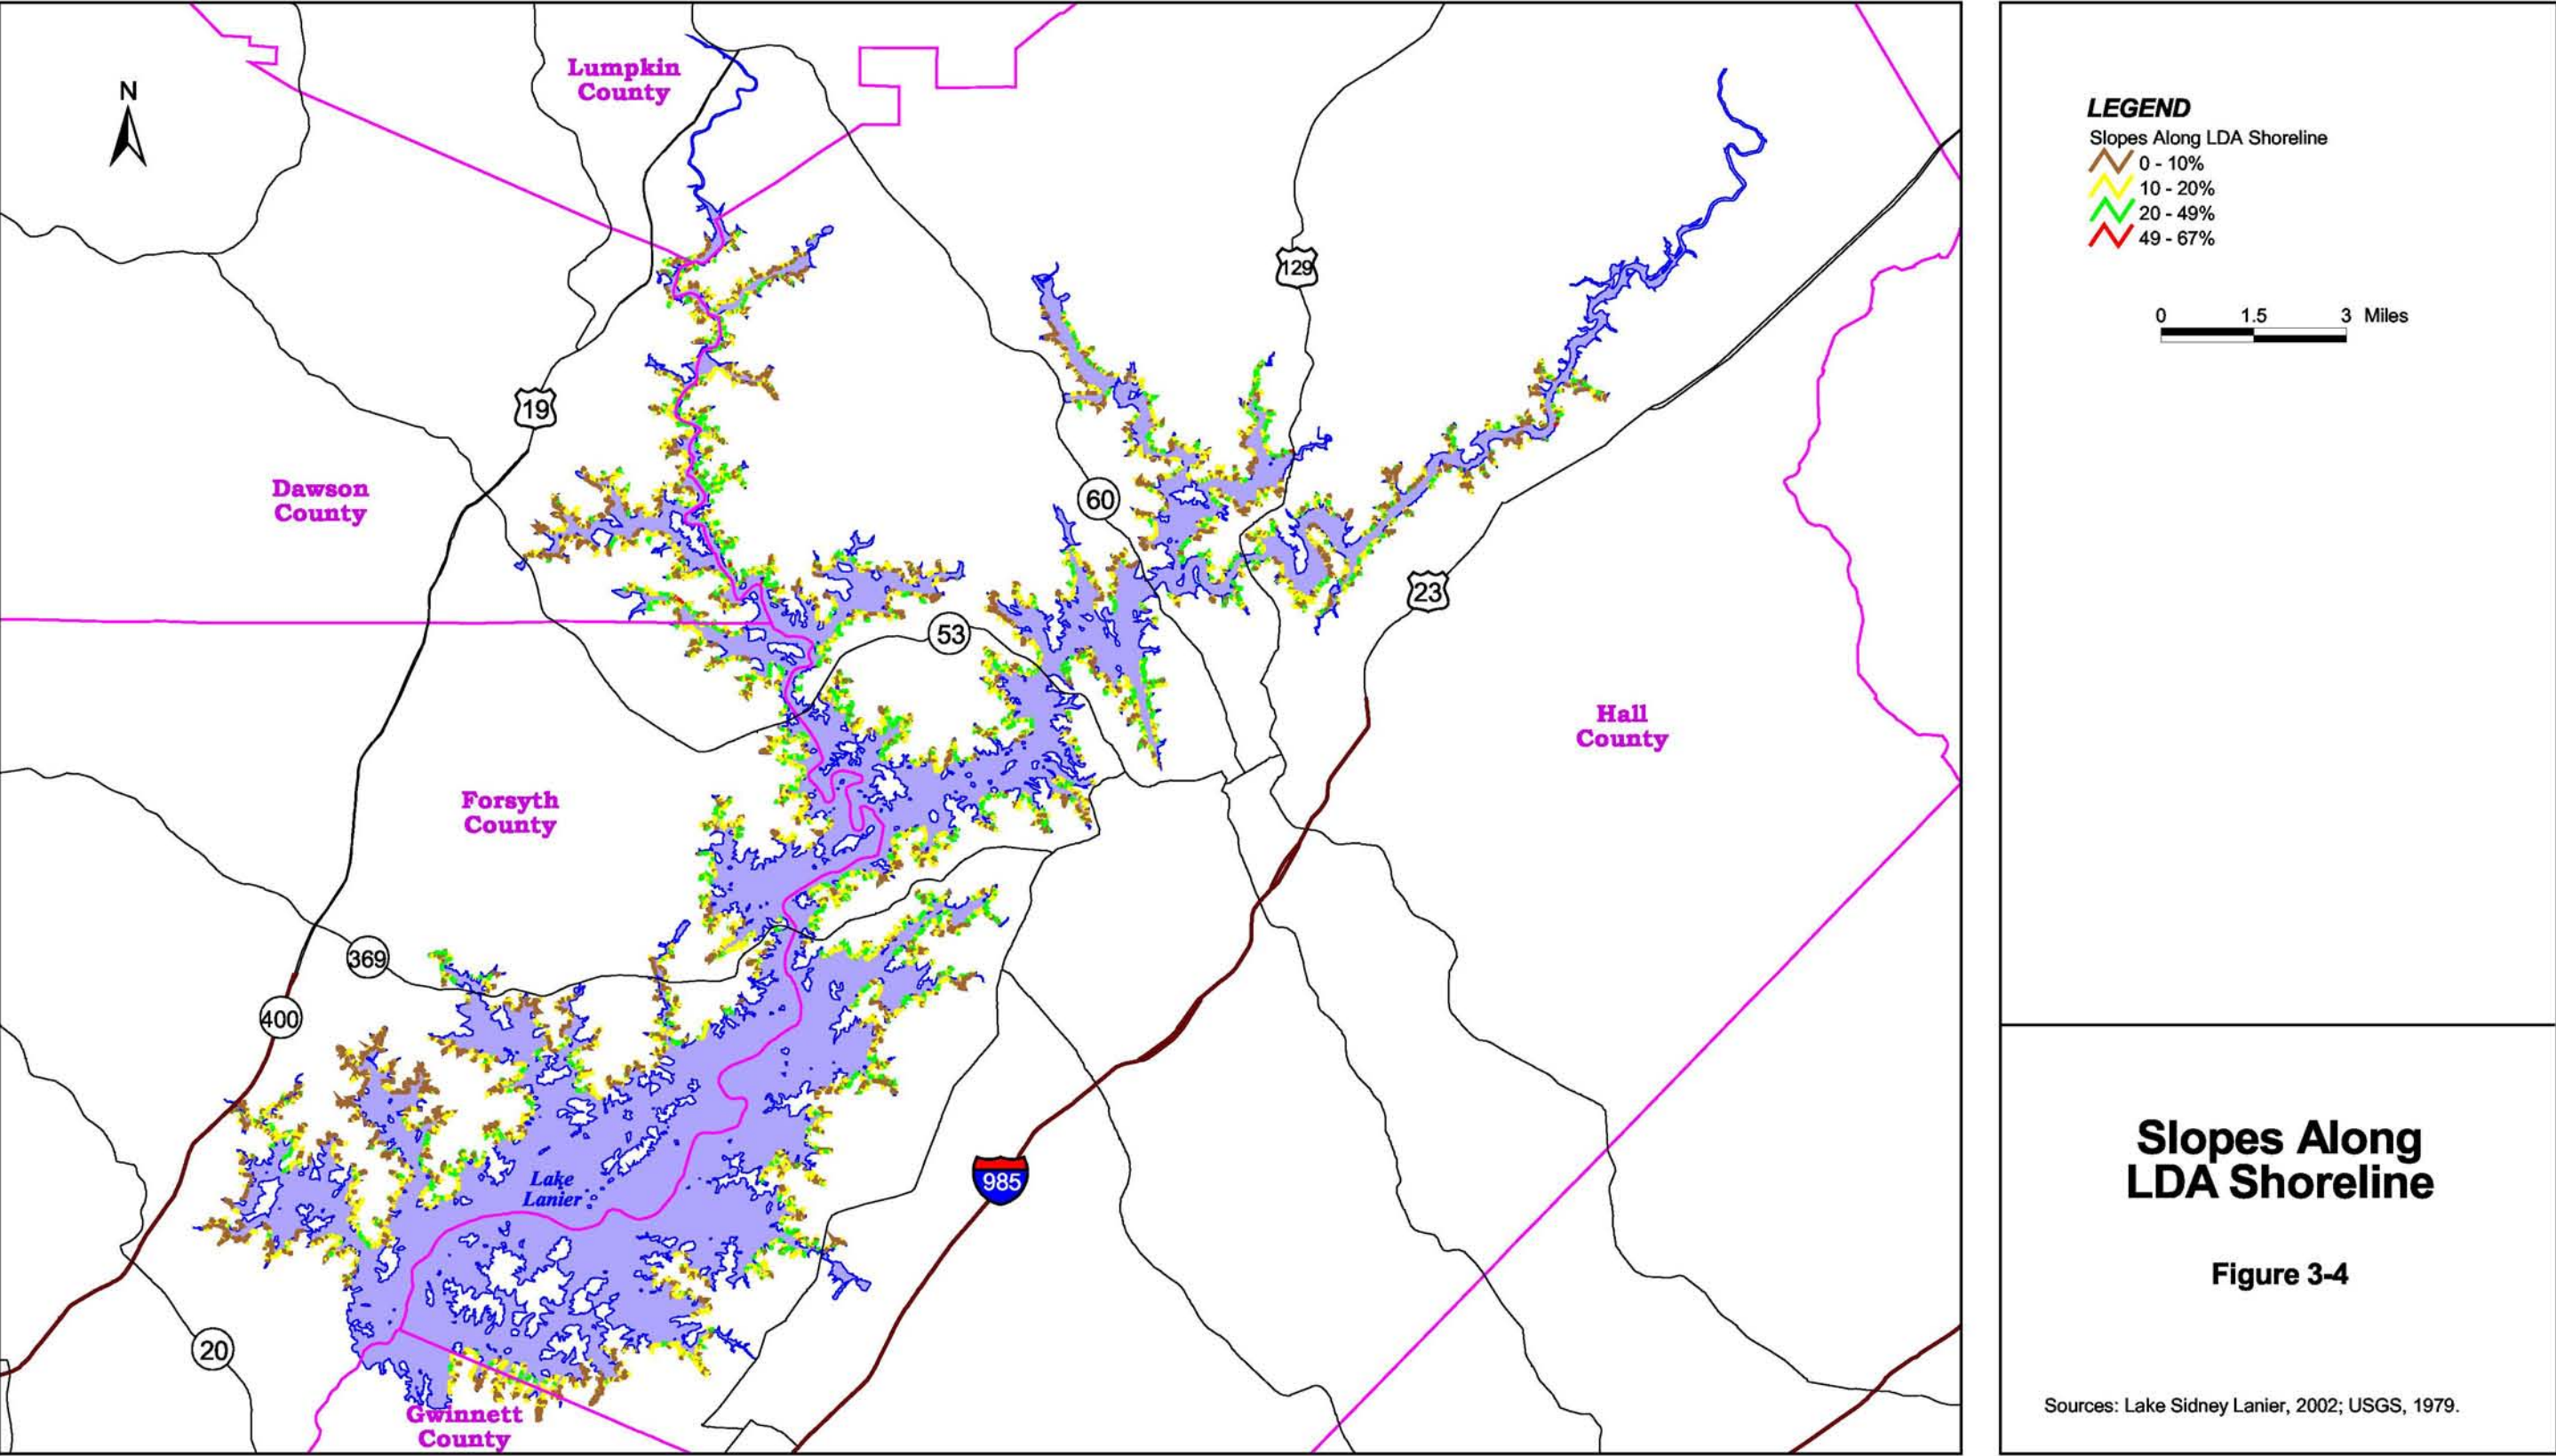 N
Lumpkin
County
129
19
Dawson
County
60
53
23
Hall
County
Forsyth
County
369
400
Lake
Lanier
985
20
Gwinnett
County
LEGEND
Slopes Along LDA Shoreline
0 - 10%
10 - 20%
20 - 49%
49 - 67%
0 1.5 3 Miles
Slopes Along
LDA Shoreline
Figure 3-4
Sources: Lake Sidney Lanier, 2002; USGS, 1979.